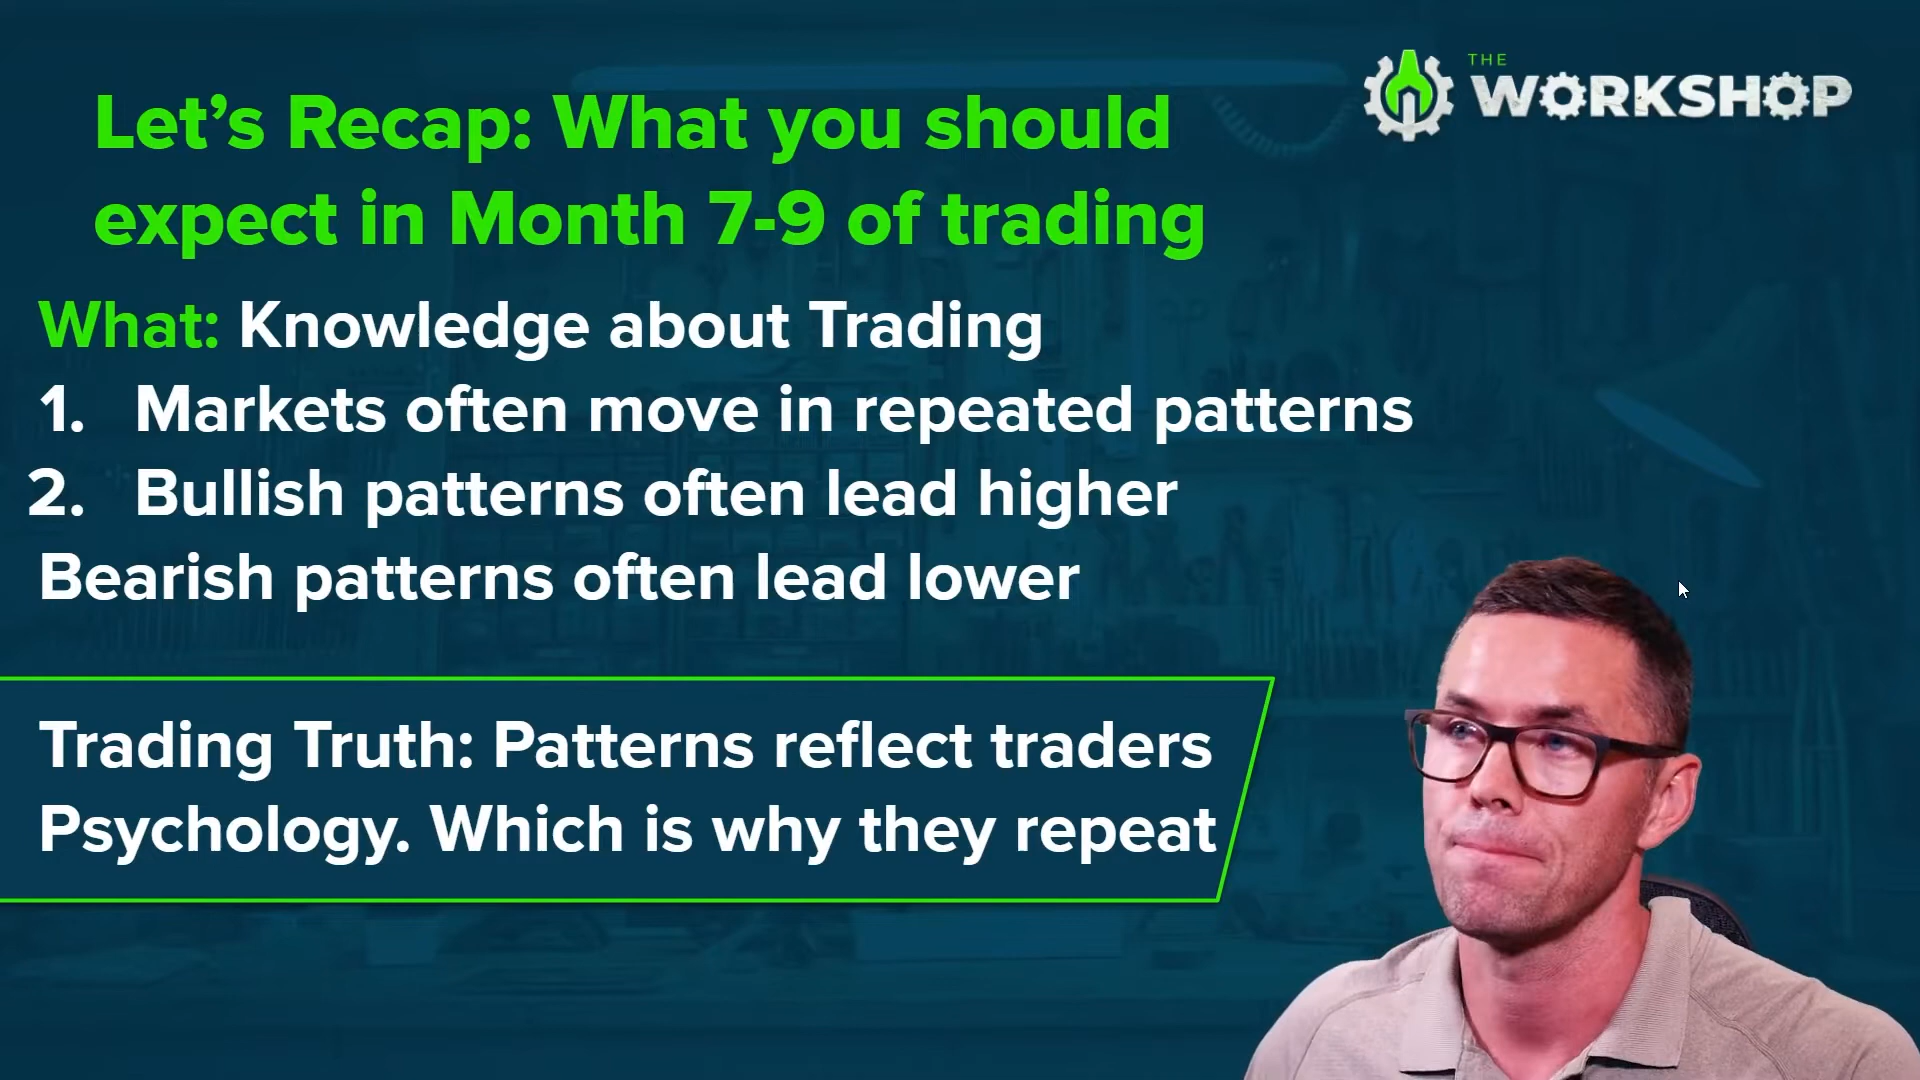 THE
WORKSHOP
Let’s Recap: What you should
expect in Month 7-9 of trading
What: Knowledge about Trading
1. Markets often move in repeated patterns
2. Bullish patterns often lead higher
Bearish patterns often lead lower
Trading Truth: Patterns reflect traders
Psychology. Which is why they repeat